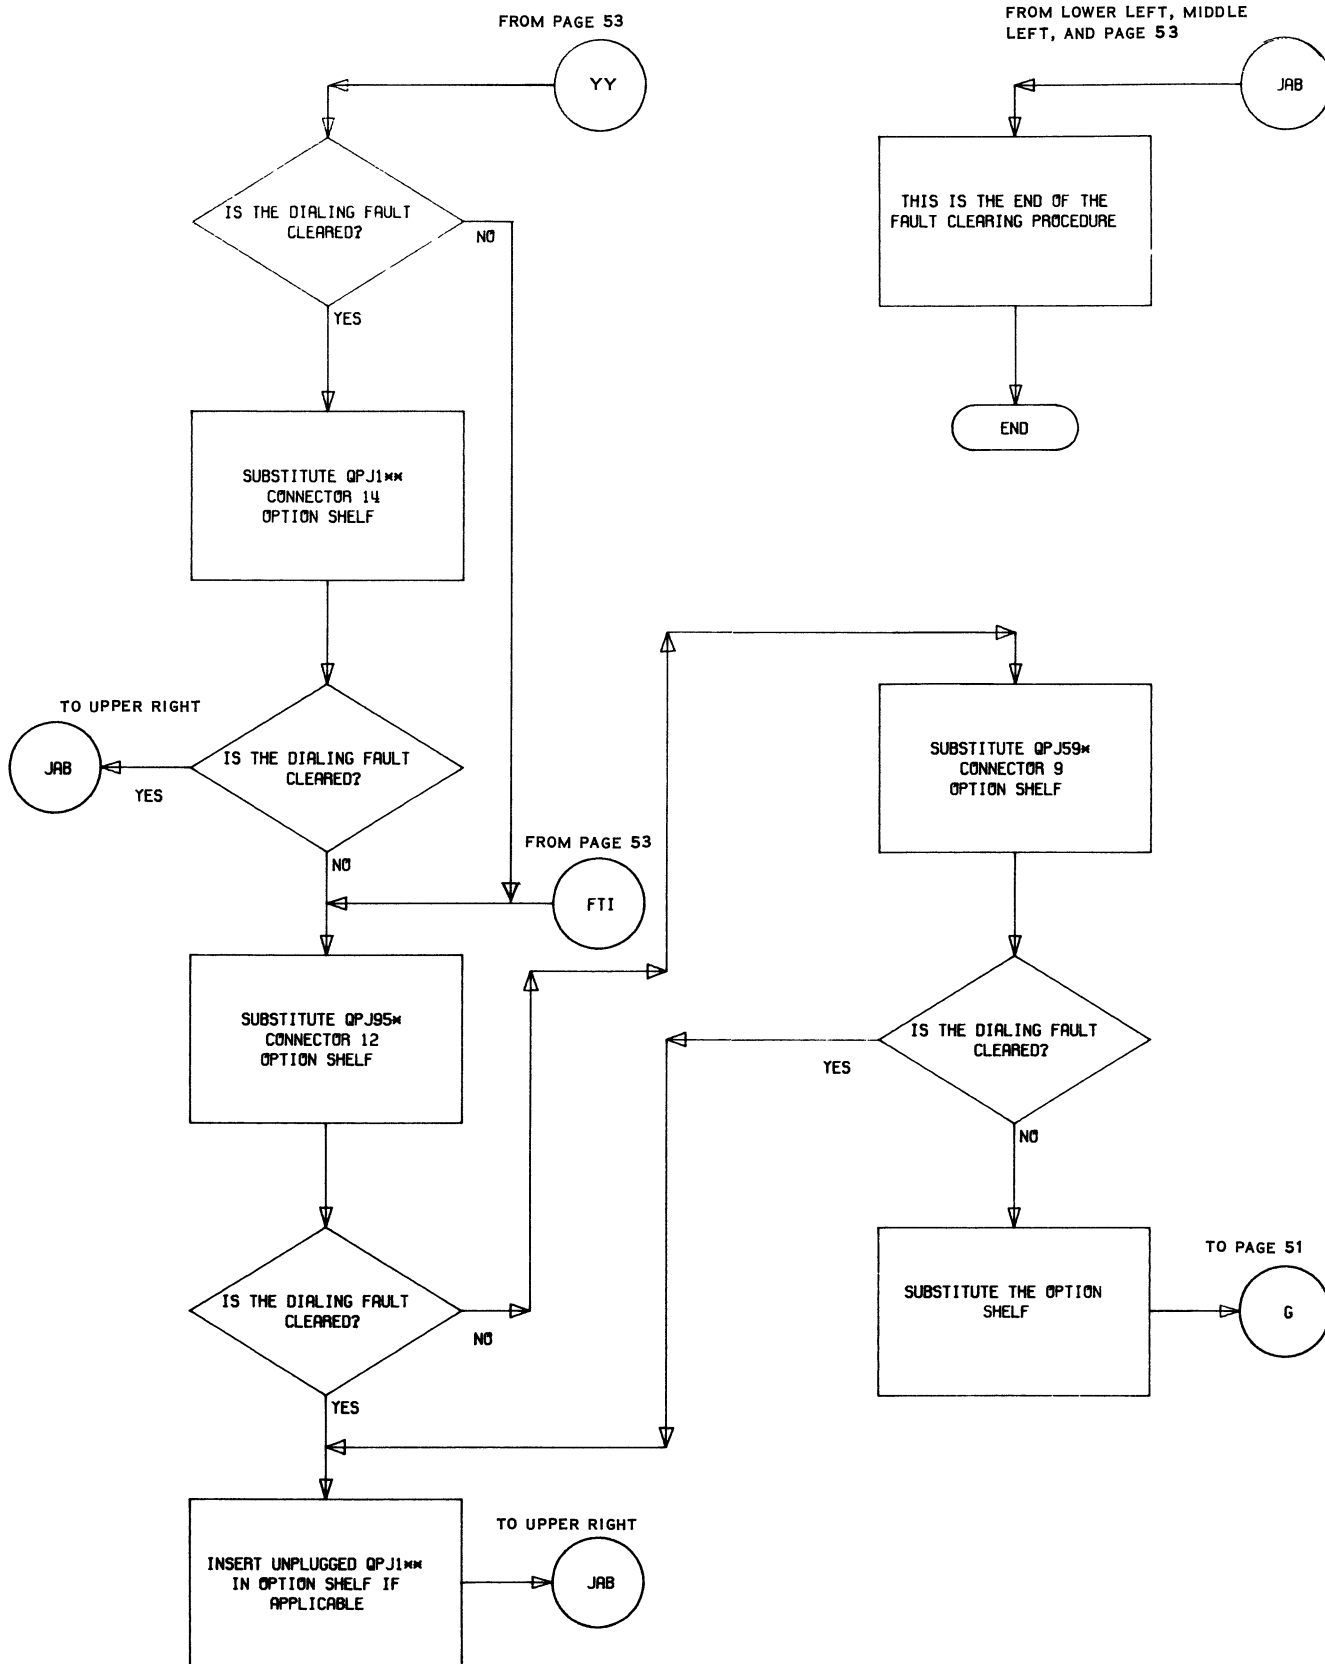 FROM PAGE 53
YY
IS THE DIALING FAULT
CLEARED?
NO
YES
SUBSTITUTE QPJ1**
CONNECTOR 14
OPTION SHELF
TO UPPER RIGHT
JAB
IS THE DIALING FAULT
CLEARED?
YES
NO
FROM PAGE 53
FTI
SUBSTITUTE QPJ95*
CONNECTOR 12
OPTION SHELF
IS THE DIALING FAULT
CLEARED?
NO
YES
INSERT UNPLUGGED QPJ1**
IN OPTION SHELF IF
APPLICABLE
TO UPPER RIGHT
JAB
FROM LOWER LEFT, MIDDLE
LEFT, AND PAGE 53
JAB
THIS IS THE END OF THE
FAULT CLEARING PROCEDURE
END
SUBSTITUTE QPJ59*
CONNECTOR 9
OPTION SHELF
IS THE DIALING FAULT
CLEARED?
YES
NO
SUBSTITUTE THE OPTION
SHELF
TO PAGE 51
G